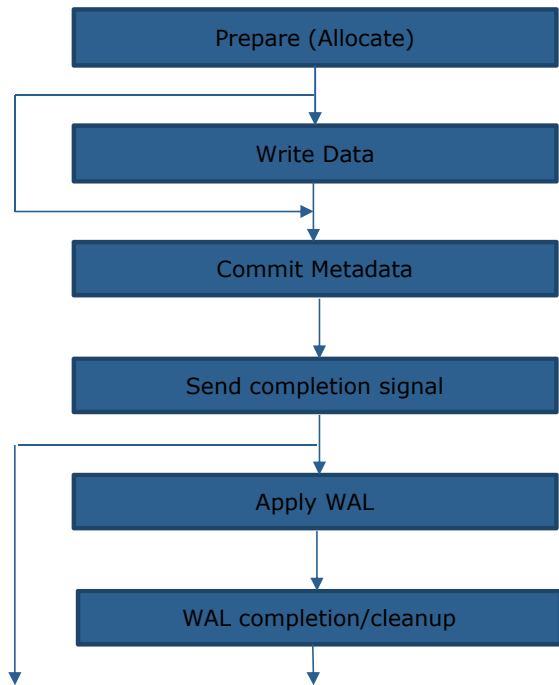 Prepare (Allocate)
Write Data
Commit Metadata
Send completion signal
Apply WAL
WAL completion/cleanup